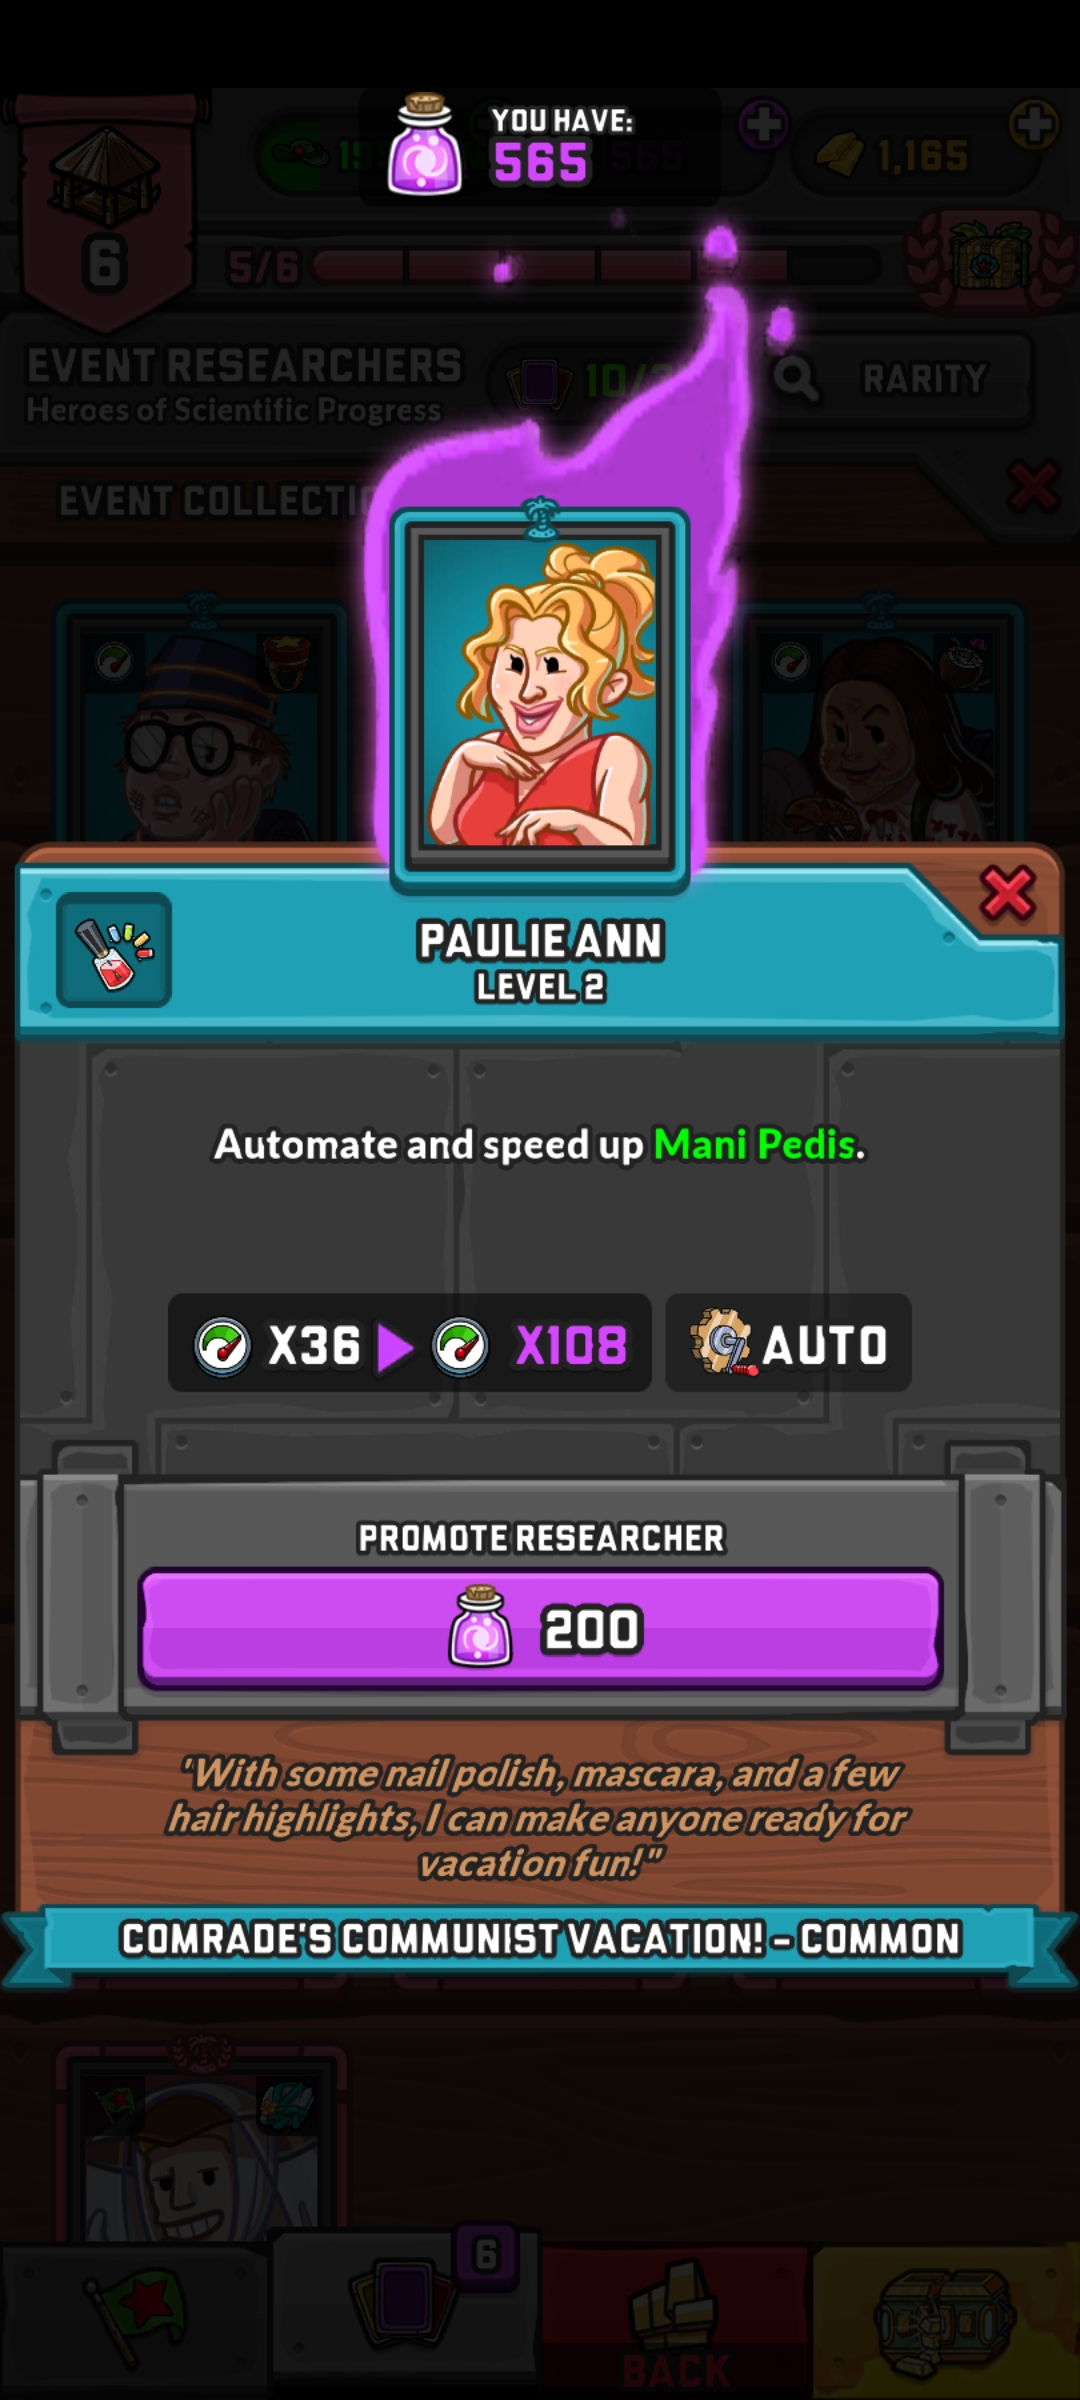 YOU HAVE:
565
565
1,165
6
5/6
EVENT RESEARCHERS
Heroes of Scientific Progress
RARITY
PAULIE ANN
LEVEL 2
Automate and speed up Mani Pedis.
X36
X108
AUTO
PROMOTE RESEARCHER
200
"With some nail polish, mascara, and a few
hair highlights, I can make anyone ready for
vacation fun!"
COMRADE'S COMMUNIST VACATION! - COMMON
6
BACK